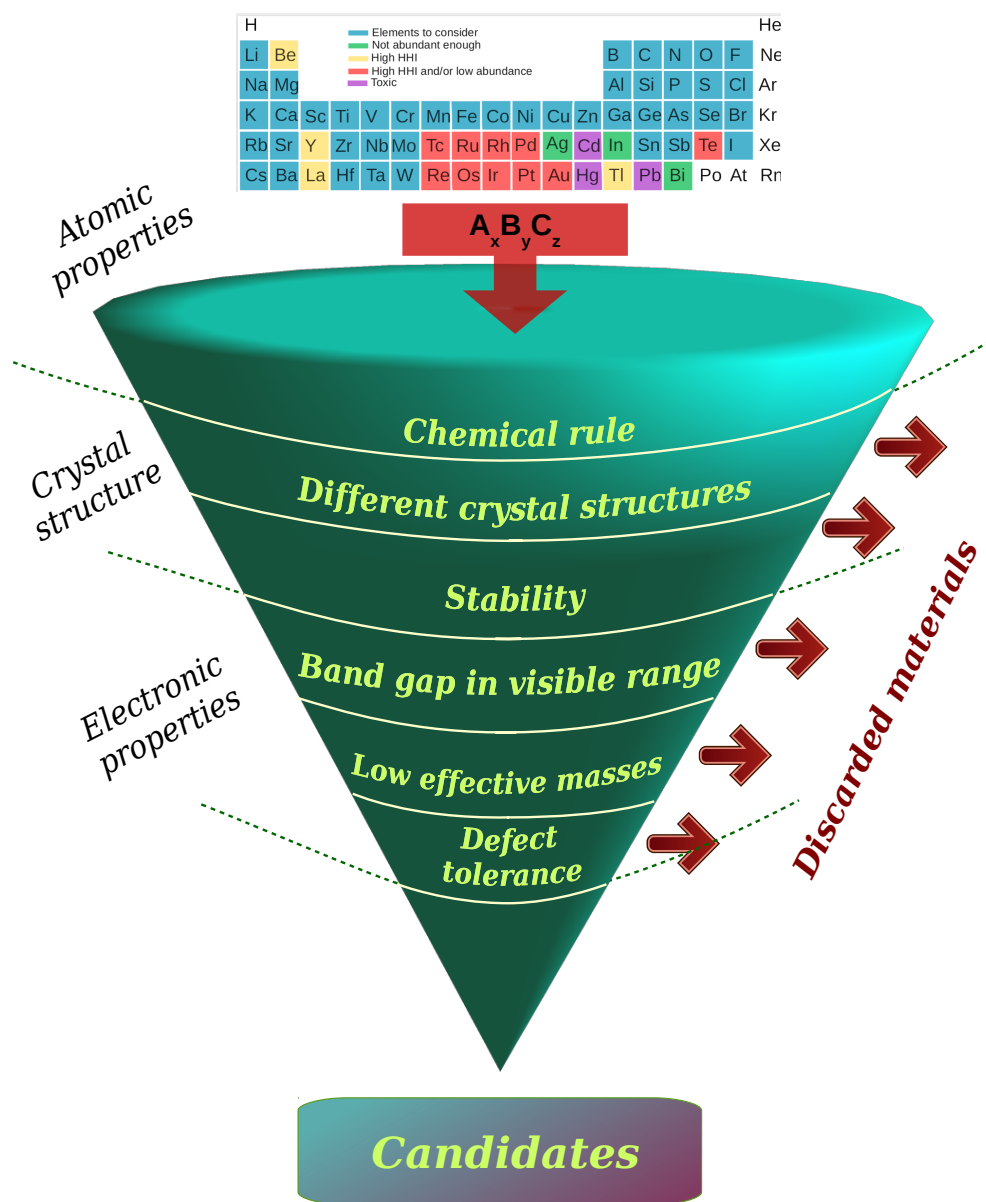 H He
Elements to consider
Not abundant enough
High HHI
High HHI and/or low abundance
Toxic
Li Be B C N O F Ne
Na Mg Al Si P S Cl Ar
K Ca Sc Ti V Cr Mn Fe Co Ni Cu Zn Ga Ge As Se Br Kr
Rb Sr Y Zr Nb Mo Tc Ru Rh Pd Ag Cd In Sn Sb Te I Xe
Cs Ba La Hf Ta W Re Os Ir Pt Au Hg Tl Pb Bi Po At Rn
AxByCz
Atomic
properties
Chemical rule
Crystal
structure
Different crystal structures
Stability
Electronic
properties
Band gap in visible range
Low effective masses
Defect
tolerance
Discarded materials
Candidates